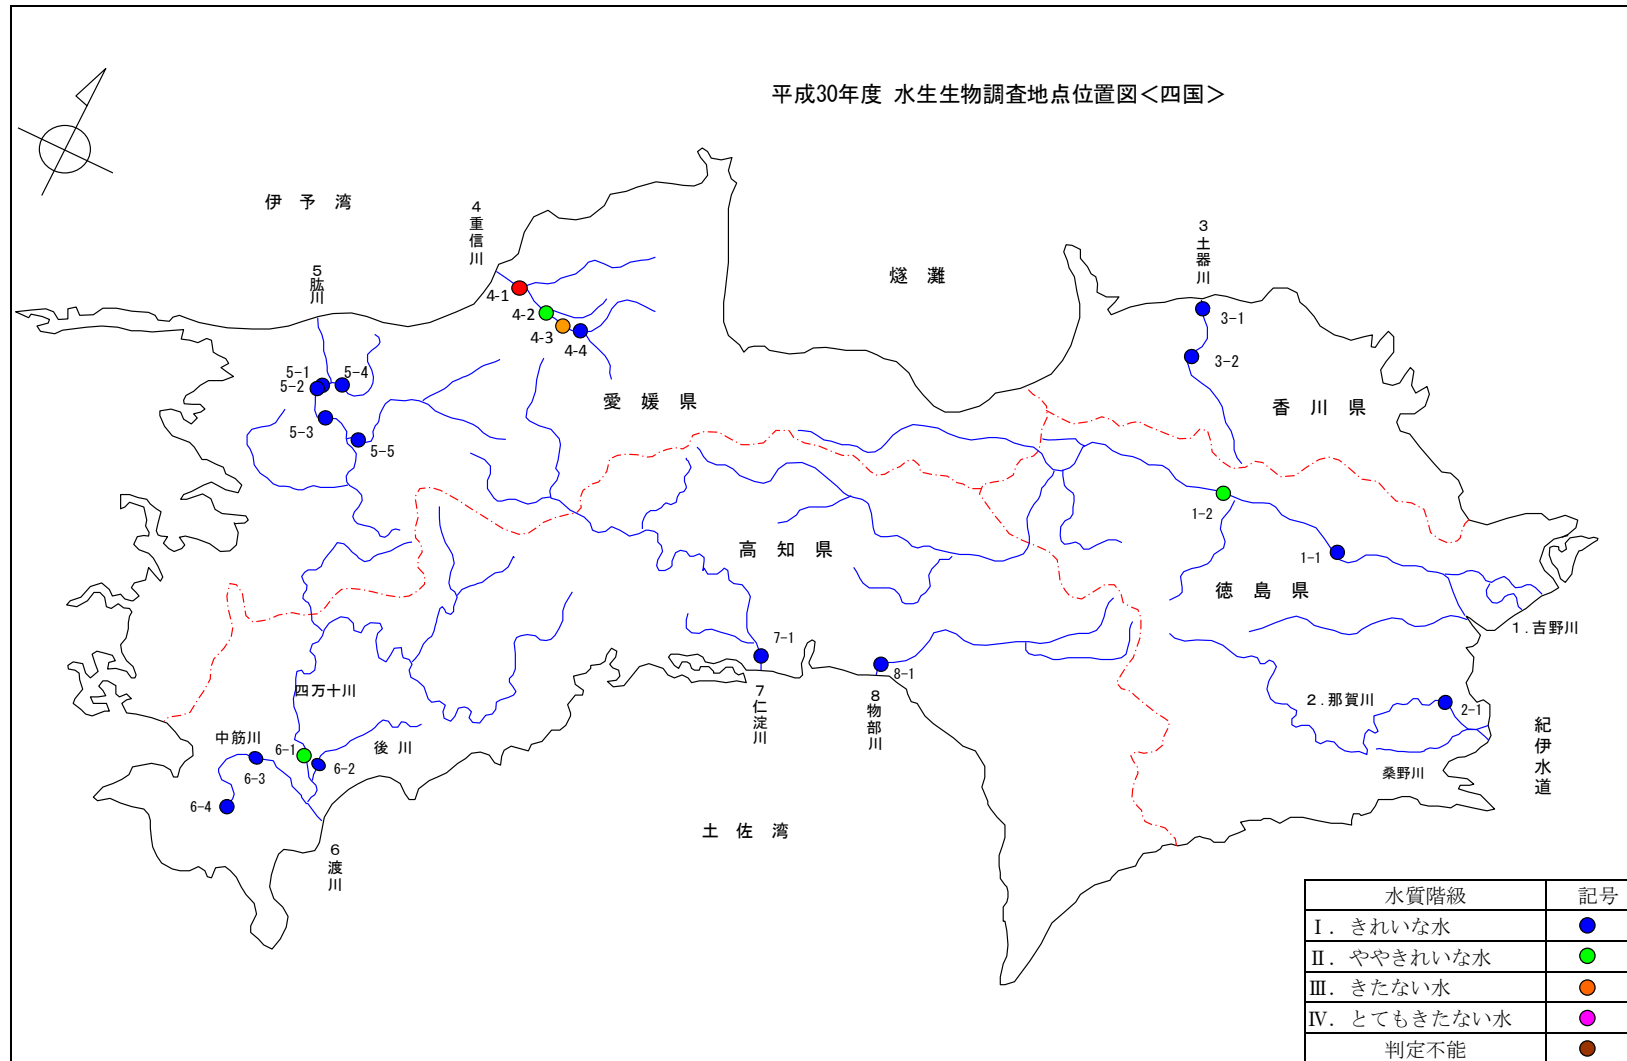 平成30年度 水生生物調査地点位置図＜四国＞
伊 予 湾
4重信川
5肱川
燧灘
3土器川
4-1
4-2
4-3
4-4
3-1
3-2
5-1
5-2
5-4
5-3
5-5
愛 媛 県
香 川 県
1-2
1-1
高 知 県
徳 島 県
1.吉野川
7-1
8-1
四万十川
7仁淀川
8物部川
2.那賀川
2-1
紀伊水道
中筋川
6-1
後 川
6-2
6-3
6-4
桑野川
土 佐 湾
6渡川
水質階級 記号
Ⅰ. きれいな水
Ⅱ. ややきれいな水
Ⅲ. きたない水
Ⅳ. とてもきたない水
判定不能